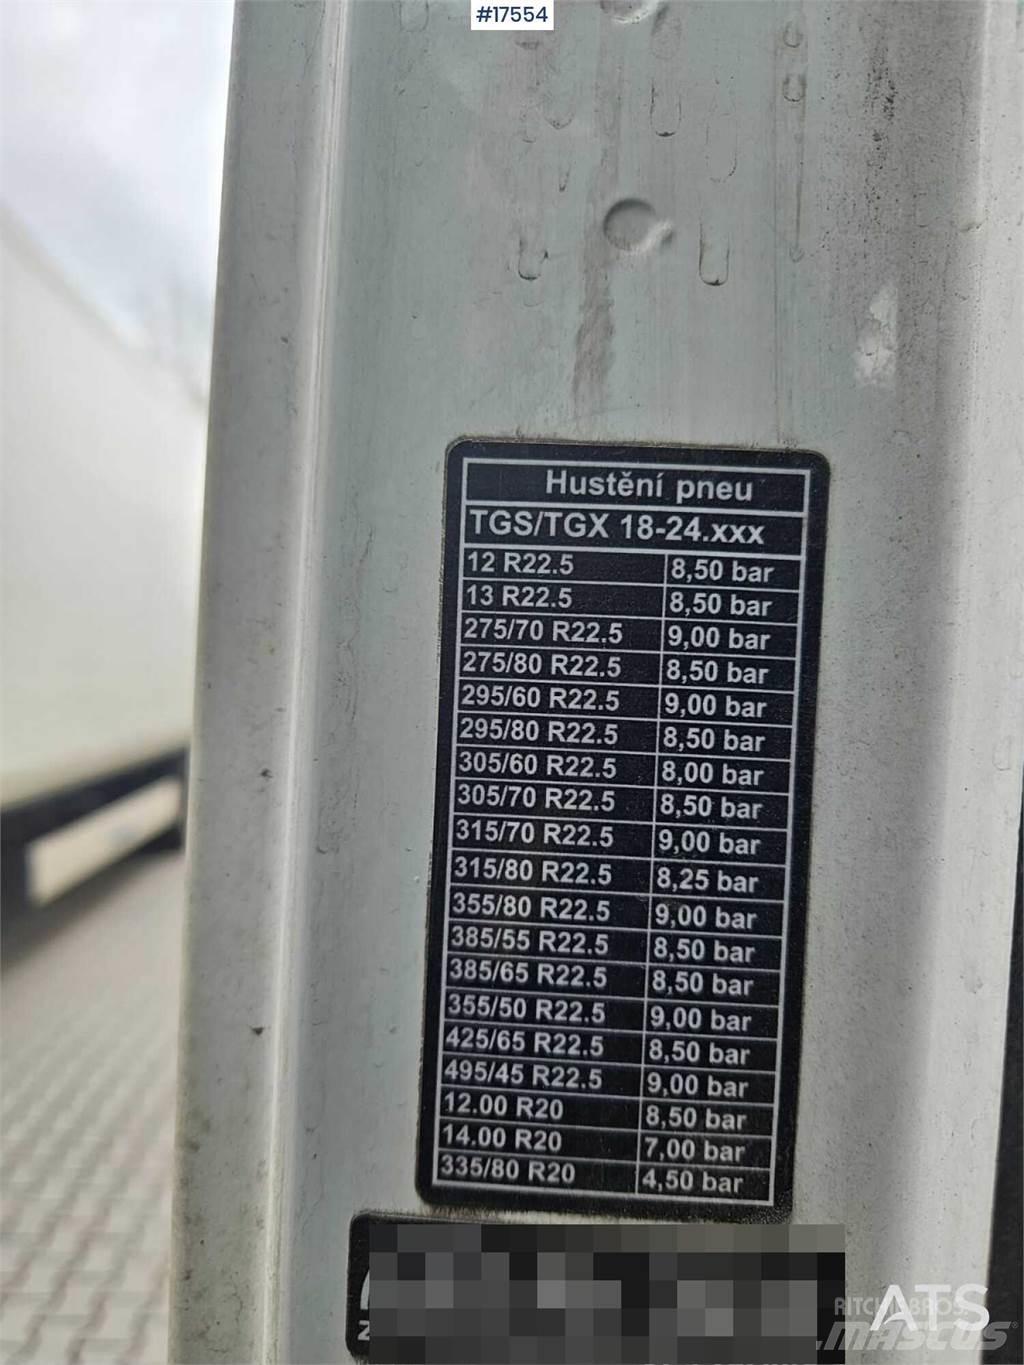 #17554
Hustění pneu
TGS/TGX 18-24.xxx
12 R22.5 8,50 bar
13 R22.5 8,50 bar
275/70 R22.5 9,00 bar
275/80 R22.5 8,50 bar
295/60 R22.5 9,00 bar
295/80 R22.5 8,50 bar
305/60 R22.5 8,00 bar
305/70 R22.5 8,50 bar
315/70 R22.5 9,00 bar
315/80 R22.5 8,25 bar
355/80 R22.5 9,00 bar
385/55 R22.5 8,50 bar
385/65 R22.5 8,50 bar
355/50 R22.5 9,00 bar
425/65 R22.5 8,50 bar
495/45 R22.5 9,00 bar
12.00 R20 8,50 bar
14.00 R20 7,00 bar
335/80 R20 4,50 bar
ATS
RITCHIE BROS.
MASCUS